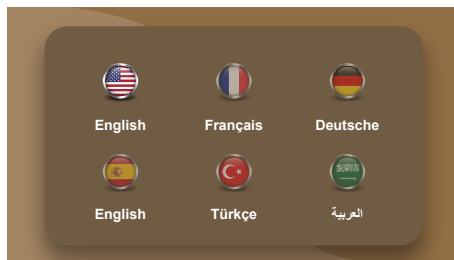 English
Français
Deutsche
English
Türkçe
العربية